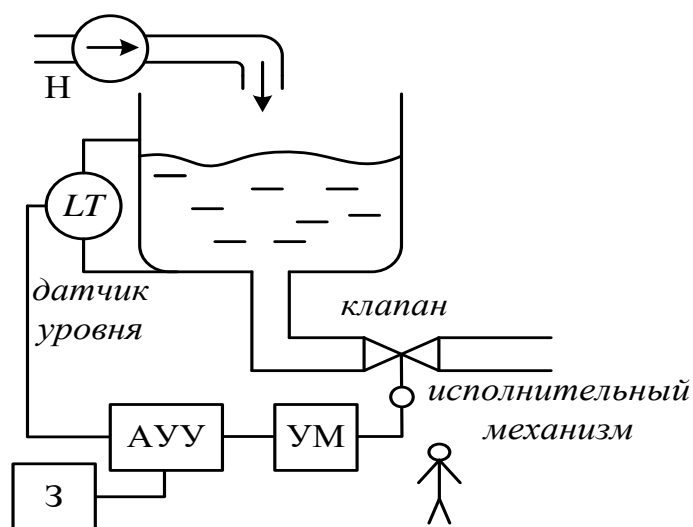 Н
LT
датчик
уровня
клапан
исполнительный
механизм
АУУ
УМ
З